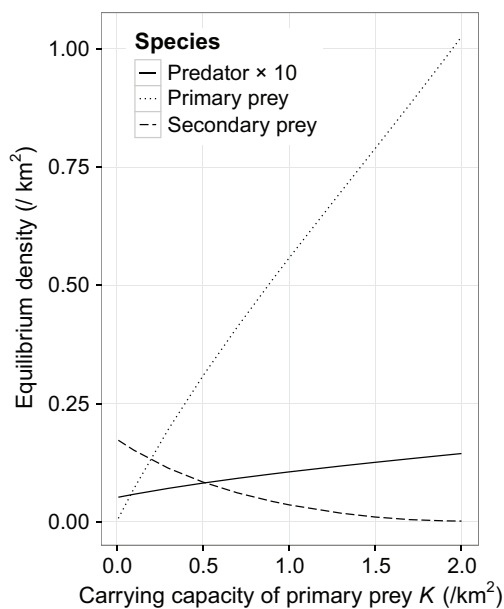 Species
Predator × 10
Primary prey
Secondary prey
1.00
0.75
0.50
0.25
0.00
Equilibrium density (/ km²)
0.0 0.5 1.0 1.5 2.0
Carrying capacity of primary prey K (/km²)